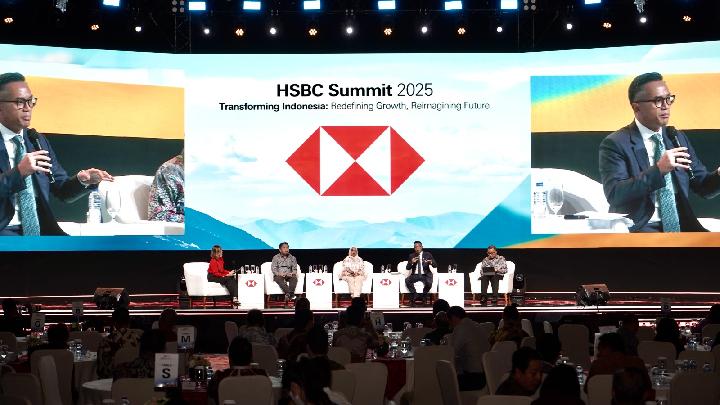 HSBC Summit 2025
Transforming Indonesia: Redefining Growth, Reimagining Future
M
S